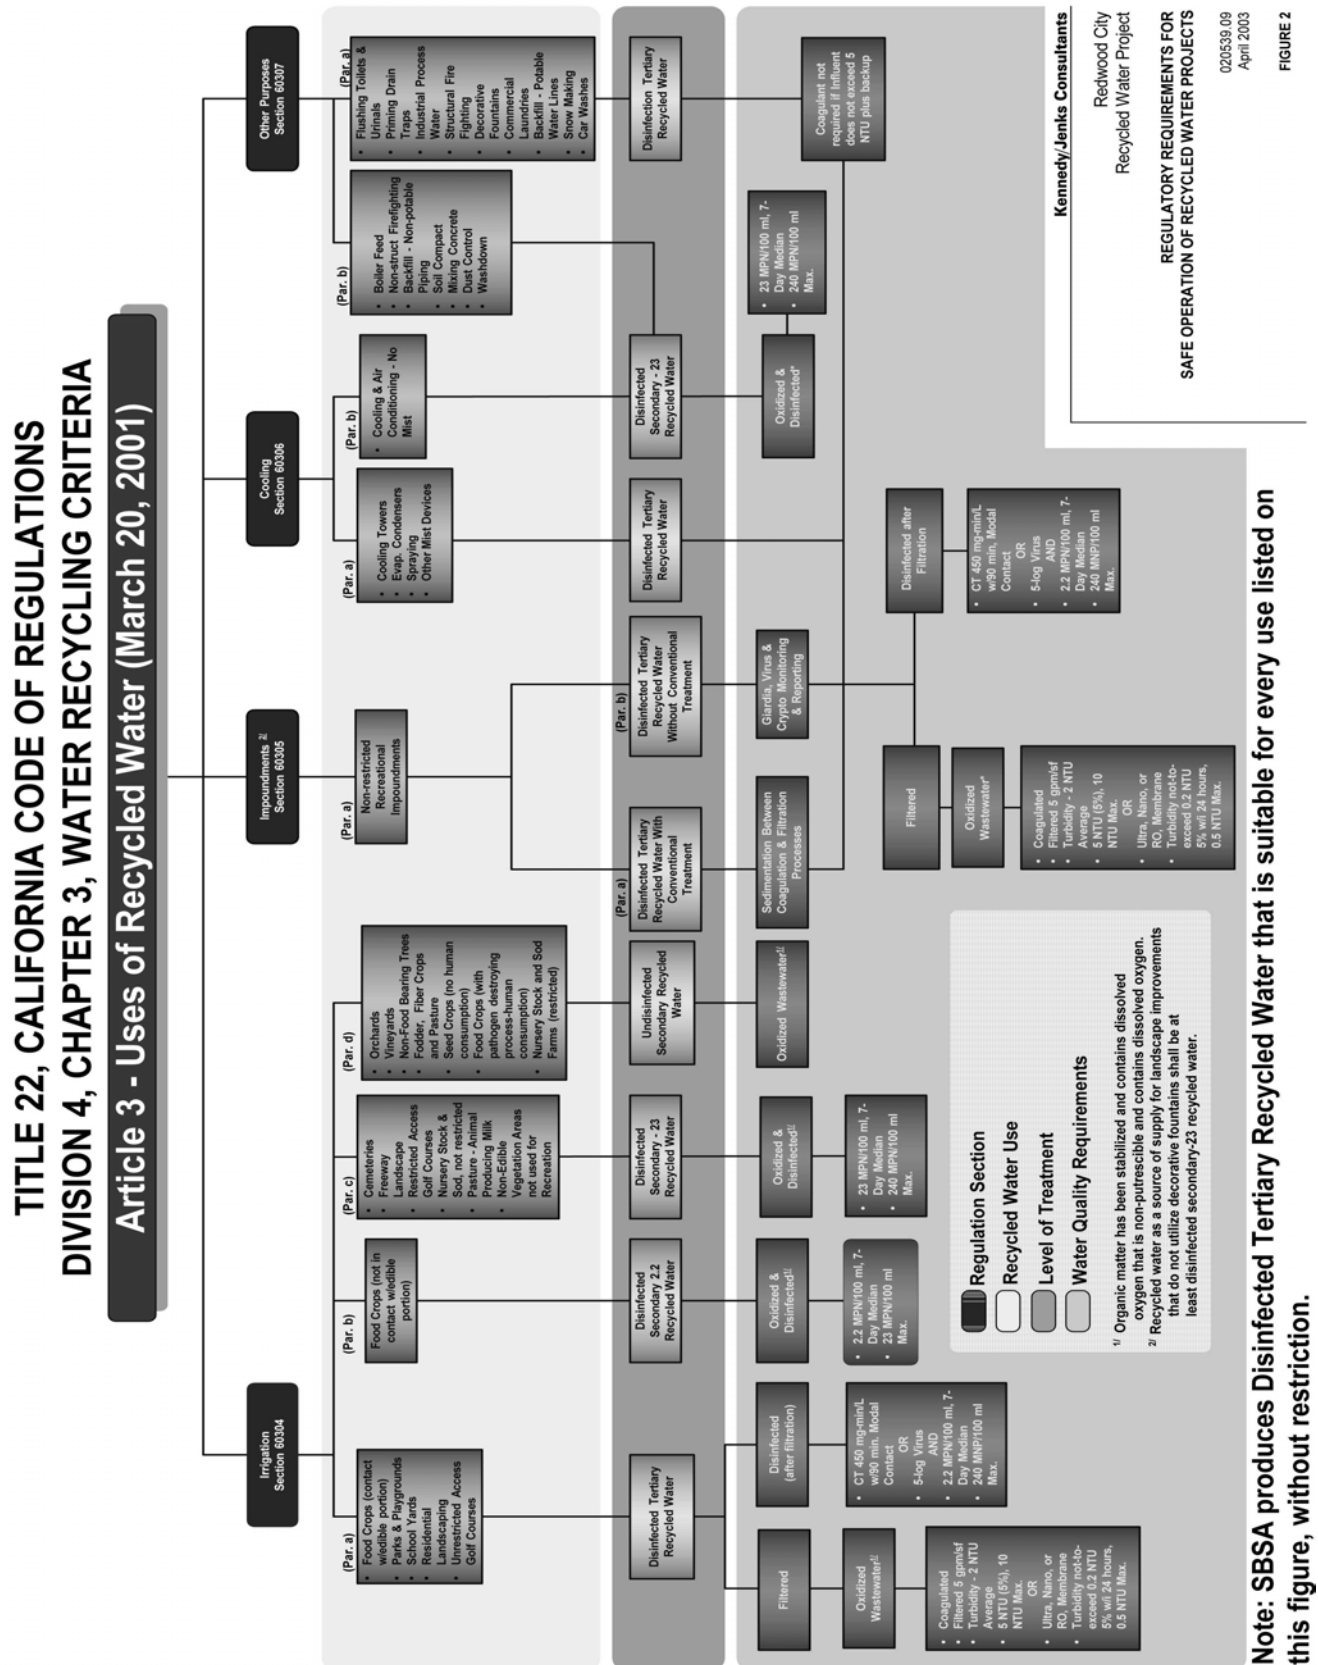 TITLE 22, CALIFORNIA CODE OF REGULATIONS
DIVISION 4, CHAPTER 3, WATER RECYCLING CRITERIA
Article 3 - Uses of Recycled Water (March 20, 2001)
Irrigation
Section 60304
Impoundments 2/
Section 60305
Cooling
Section 60306
Other Purposes
Section 60307
(Par. a)
• Food Crops (contact
w/edible portion)
• Parks & Playgrounds
• School Yards
• Residential
Landscaping
• Unrestricted Access
Golf Courses
(Par. b)
Food Crops (not in
contact w/edible
portion)
(Par. c)
• Cemeteries
• Freeway
Landscape
• Restricted Access
Golf Courses
• Nursery Stock &
Sod, not restricted
• Pasture - Animal
Producing Milk
• Non-Edible
Vegetation Areas
not used for
Recreation
(Par. d)
• Orchards
• Vineyards
• Non-Food Bearing Trees
• Fodder, Fiber Crops
and Pasture
• Seed Crops (no human
consumption)
• Food Crops (with
pathogen destroying
process-human
consumption)
• Nursery Stock and Sod
Farms (restricted)
(Par. a)
Non-restricted
Recreational
Impoundments
(Par. a)
• Cooling Towers
• Evap. Condensers
• Spraying
• Other Mist Devices
(Par. b)
• Cooling & Air
Conditioning - No
Mist
(Par. b)
• Boiler Feed
• Non-struct Firefighting
• Backfill - Non-potable
Piping
• Soil Compact
• Mixing Concrete
• Dust Control
• Washdown
(Par. a)
• Flushing Toilets &
Urinals
• Priming Drain
Traps
• Industrial Process
Water
• Structural Fire
Fighting
• Decorative
Fountains
• Commercial
Laundries
• Backfill - Potable
Water Lines
• Snow Making
• Car Washes
Disinfected Tertiary
Recycled Water
Disinfected
Secondary 2.2
Recycled Water
Disinfected
Secondary - 23
Recycled Water
Undisinfected
Secondary Recycled
Water
(Par. a)
Disinfected Tertiary
Recycled Water With
Conventional
Treatment
(Par. b)
Disinfected Tertiary
Recycled Water
Without Conventional
Treatment
Disinfected Tertiary
Recycled Water
Disinfected
Secondary - 23
Recycled Water
Disinfection Tertiary
Recycled Water
Filtered
Oxidized
Wastewater1/
• Coagulated
• Filtered 5 gpm/sf
• Turbidity - 2 NTU
Average
• 5 NTU (5%), 10
NTU Max.
OR
• Ultra, Nano, or
RO, Membrane
• Turbidity not-to-
exceed 0.2 NTU
5% w/i 24 hours,
0.5 NTU Max.
Disinfected
(after filtration)
• CT 450 mg-min/L
w/90 min. Modal
Contact
OR
• 5-log Virus
AND
• 2.2 MPN/100 ml, 7-
Day Median
• 240 MNP/100 ml
Max.
Oxidized &
Disinfected1/
• 2.2 MPN/100 ml, 7-
Day Median
• 23 MPN/100 ml
Max.
Oxidized &
Disinfected1/
• 23 MPN/100 ml, 7-
Day Median
• 240 MPN/100 ml
Max.
Oxidized Wastewater1/
Sedimentation Between
Coagulation & Filtration
Processes
Giardia, Virus &
Crypto Monitoring
& Reporting
Oxidized &
Disinfected*
• 23 MPN/100 ml, 7-
Day Median
• 240 MPN/100 ml
Max.
Coagulant not
required if Influent
does not exceed 5
NTU plus backup
Filtered
Oxidized
Wastewater*
• Coagulated
• Filtered 5 gpm/sf
• Turbidity - 2 NTU
Average
• 5 NTU (5%), 10
NTU Max.
OR
• Ultra, Nano, or
RO, Membrane
• Turbidity not-to-
exceed 0.2 NTU
5% w/i 24 hours,
0.5 NTU Max.
Disinfected after
Filtration
• CT 450 mg-min/L
w/90 min. Modal
Contact
OR
• 5-log Virus
AND
• 2.2 MPN/100 ml, 7-
Day Median
• 240 MNP/100 ml
Max.
Regulation Section
Recycled Water Use
Level of Treatment
Water Quality Requirements
1/ Organic matter has been stabilized and contains dissolved
oxygen that is non-putrescible and contains dissolved oxygen.
2/ Recycled water as a source of supply for landscape improvements
that do not utilize decorative fountains shall be at
least disinfected secondary-23 recycled water.
Kennedy/Jenks Consultants
Redwood City
Recycled Water Project
REGULATORY REQUIREMENTS FOR
SAFE OPERATION OF RECYCLED WATER PROJECTS
020539.09
April 2003
FIGURE 2
Note: SBSA produces Disinfected Tertiary Recycled Water that is suitable for every use listed on
this figure, without restriction.